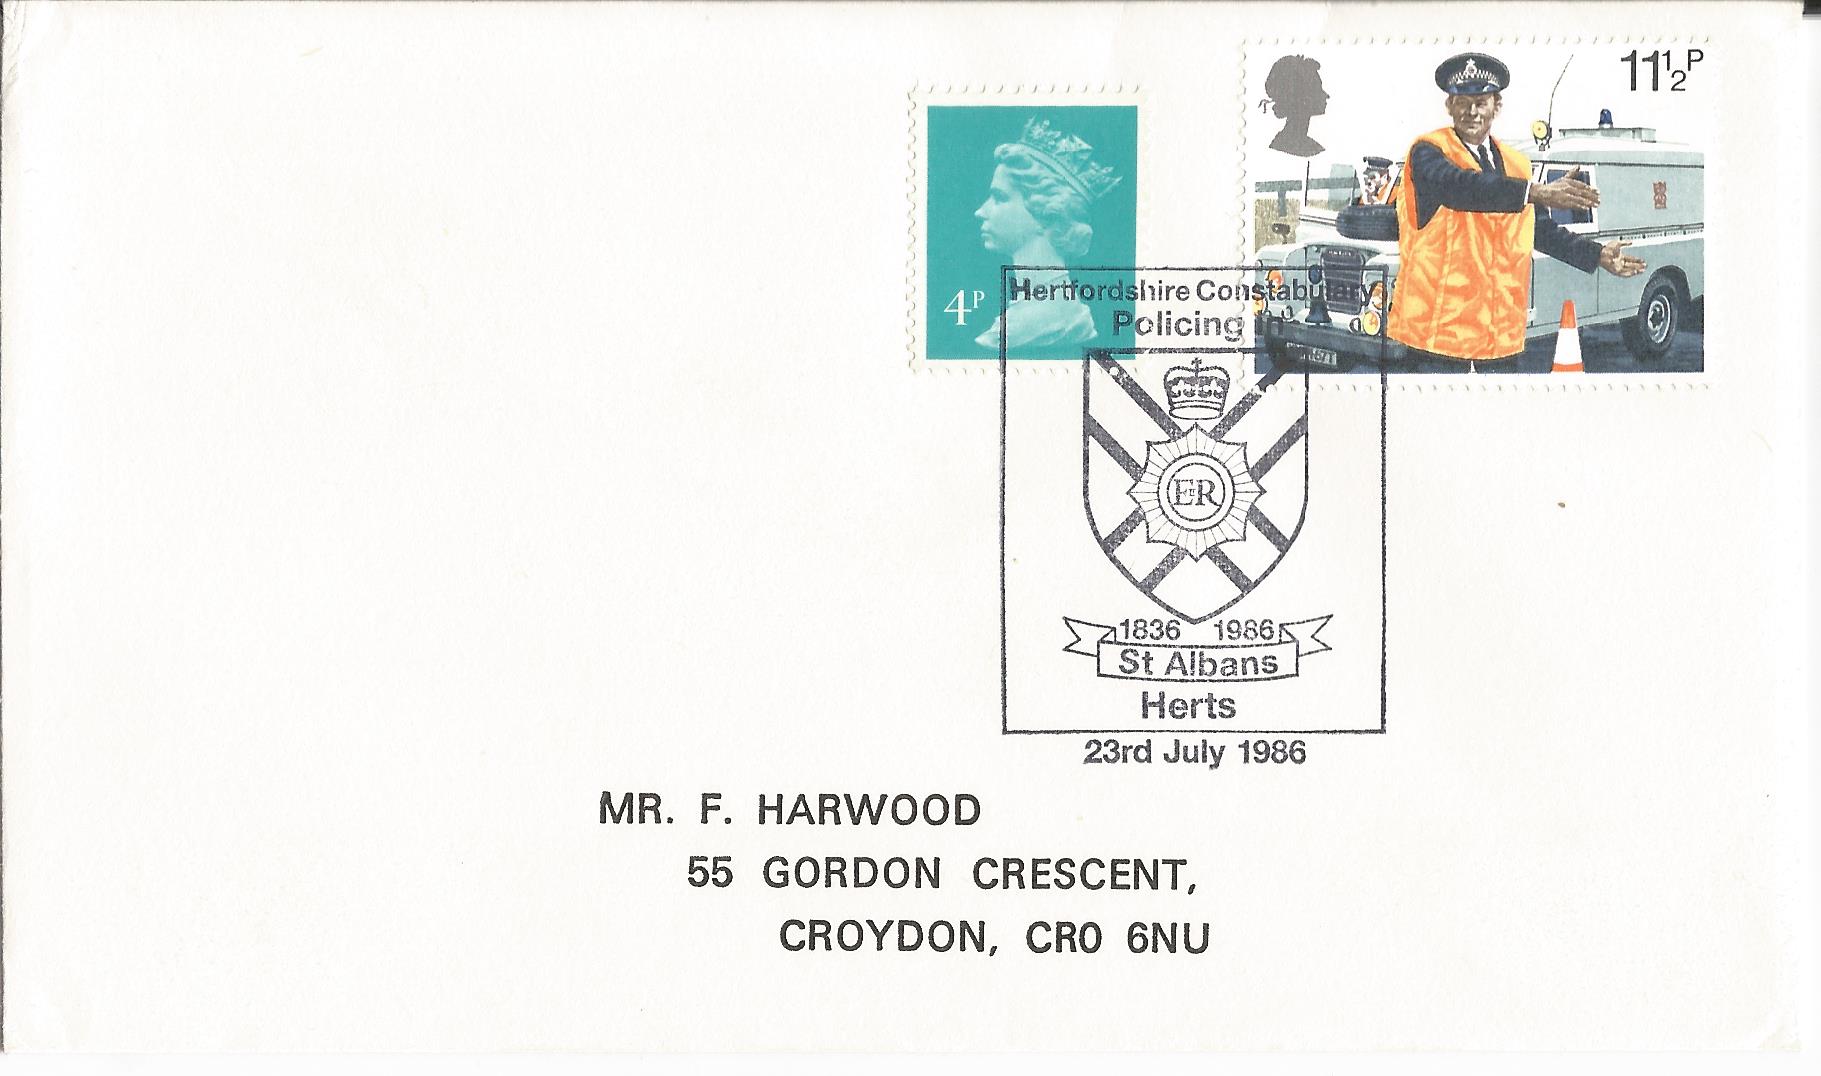 11½P
4P
Hertfordshire Constabulary
Policing in
ER
1836 1986
St Albans
Herts
23rd July 1986
MR. F. HARWOOD
55 GORDON CRESCENT,
CROYDON, CR0 6NU